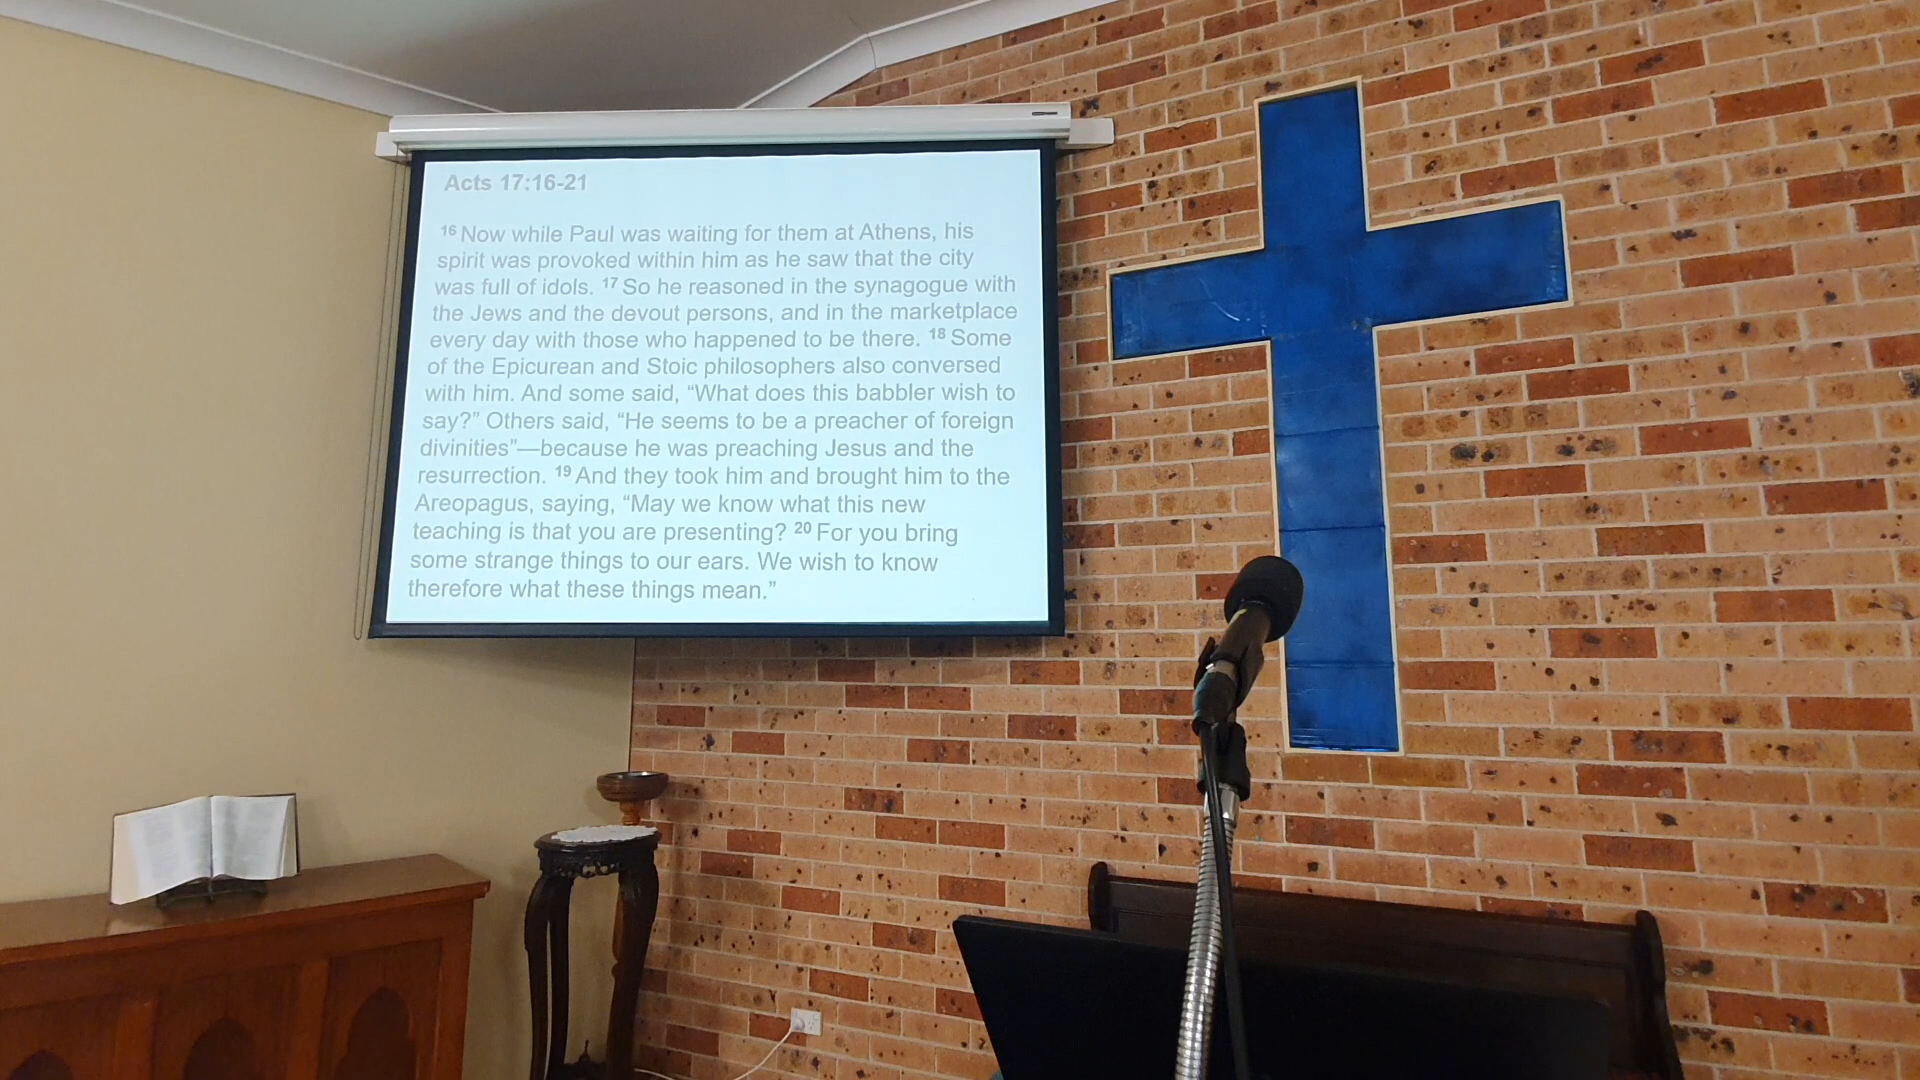 Acts 17:16-21
16 Now while Paul was waiting for them at Athens, his
spirit was provoked within him as he saw that the city
was full of idols. 17 So he reasoned in the synagogue with
the Jews and the devout persons, and in the marketplace
every day with those who happened to be there. 18 Some
of the Epicurean and Stoic philosophers also conversed
with him. And some said, “What does this babbler wish to
say?” Others said, “He seems to be a preacher of foreign
divinities”—because he was preaching Jesus and the
resurrection. 19 And they took him and brought him to the
Areopagus, saying, “May we know what this new
teaching is that you are presenting? 20 For you bring
some strange things to our ears. We wish to know
therefore what these things mean.”